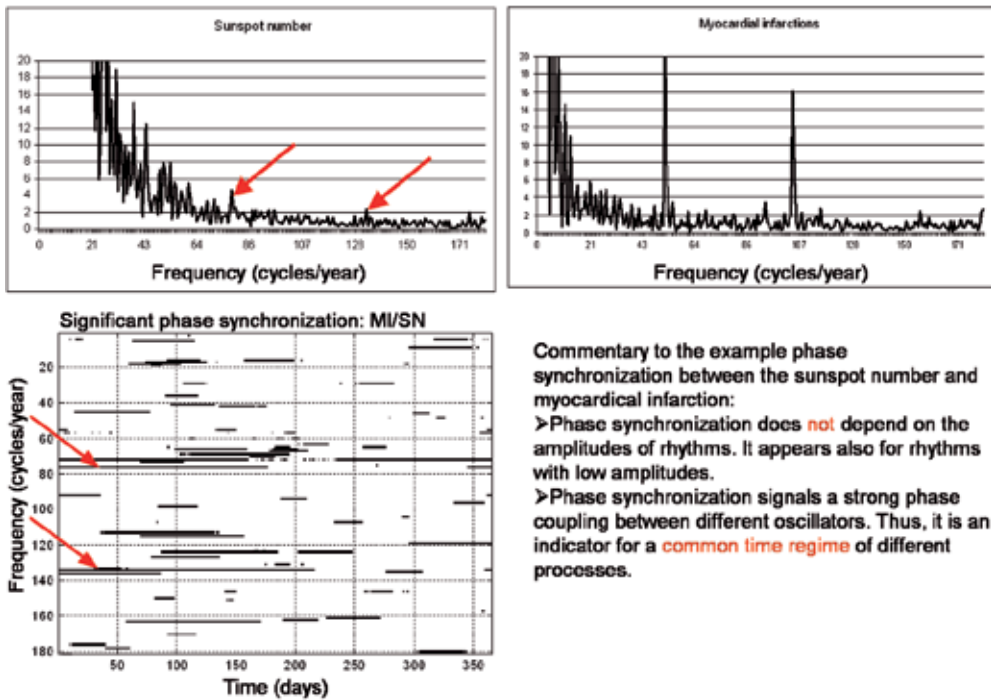 Sunspot number
20
18
16
14
12
10
8
6
4
2
0
0 21 43 64 86 107 128 150 171
Frequency (cycles/year)
Myocardial infarctions
20
18
16
14
12
10
8
6
4
2
0
0 21 43 64 86 107 128 150 171
Frequency (cycles/year)
Significant phase synchronization: MI/SN
Frequency (cycles/year)
20
40
60
80
100
120
140
160
180
50 100 150 200 250 300 350
Time (days)
Commentary to the example phase
synchronization between the sunspot number and
myocardical infarction:
➢Phase synchronization does not depend on the
amplitudes of rhythms. It appears also for rhythms
with low amplitudes.
➢Phase synchronization signals a strong phase
coupling between different oscillators. Thus, it is an
indicator for a common time regime of different
processes.